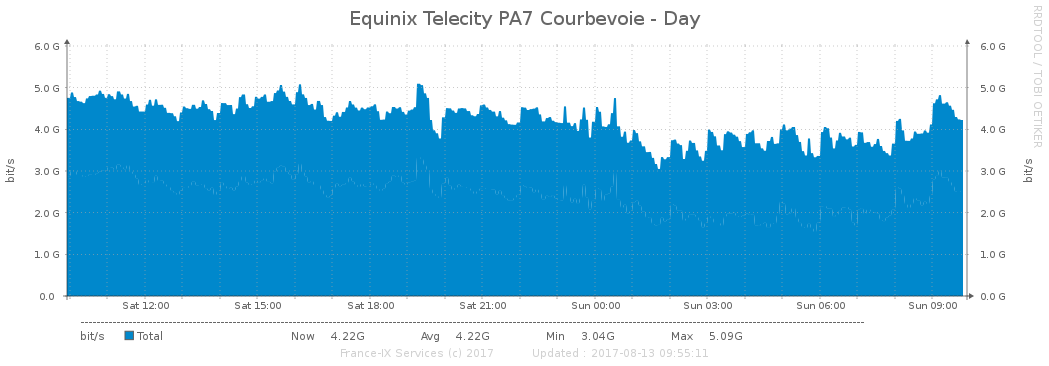 Equinix Telecity PA7 Courbevoie - Day
RRDTOOL / TOBI OETIKER
6.0 G 6.0 G
5.0 G 5.0 G
4.0 G 4.0 G
3.0 G 3.0 G
2.0 G 2.0 G
1.0 G 1.0 G
0.0 0.0 G
bit/s bit/s
Sat 12:00 Sat 15:00 Sat 18:00 Sat 21:00 Sun 00:00 Sun 03:00 Sun 06:00 Sun 09:00
bit/s Total Now 4.22G Avg 4.22G Min 3.04G Max 5.09G
France-IX Services (c) 2017 Updated : 2017-08-13 09:55:11